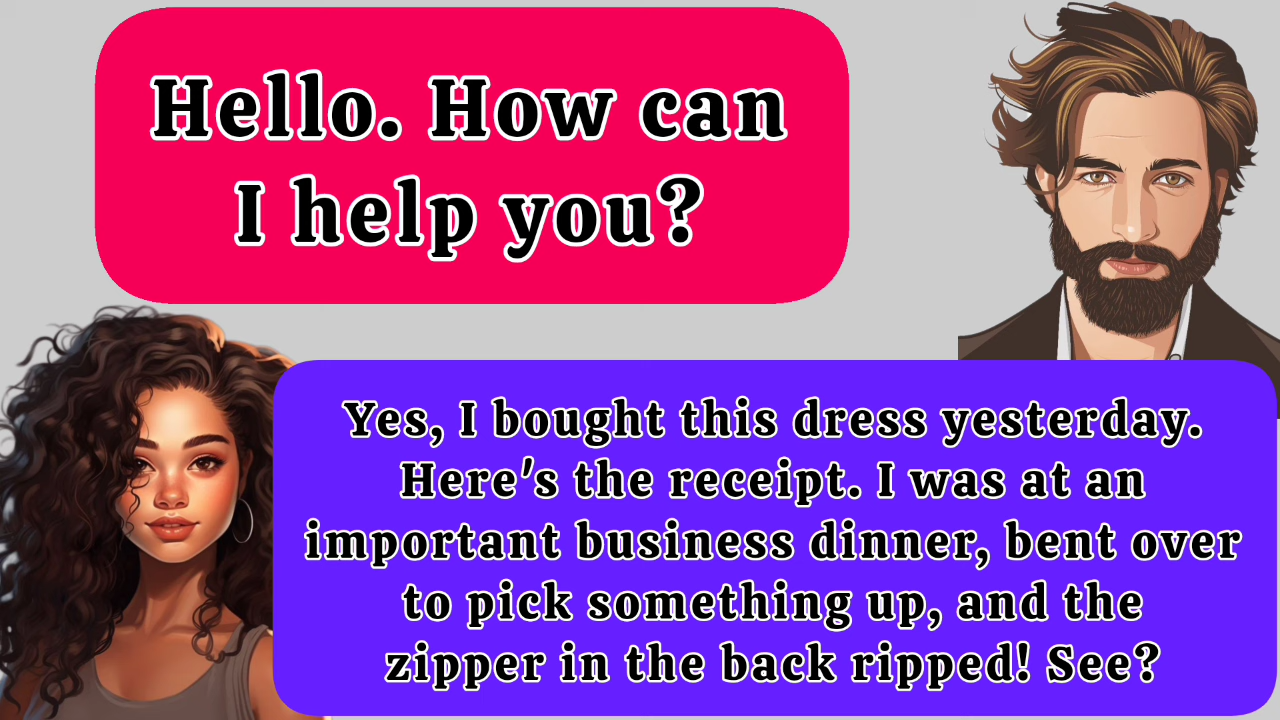 Hello. How can
I help you?
Yes, I bought this dress yesterday.
Here's the receipt. I was at an
important business dinner, bent over
to pick something up, and the
zipper in the back ripped! See?